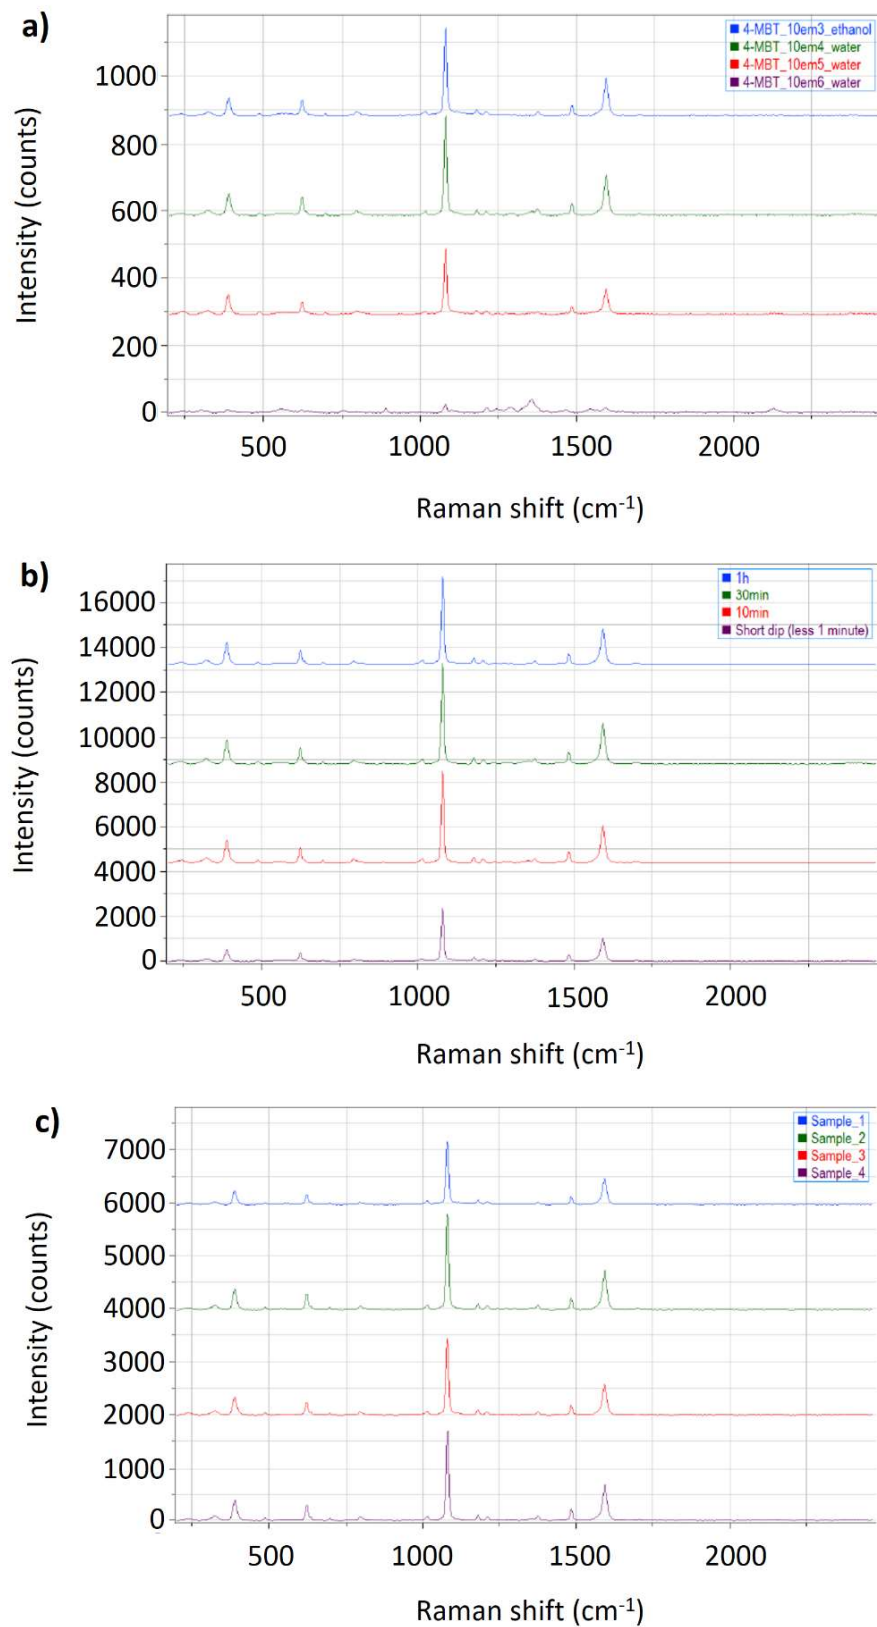 a)
4-MBT_10em3_ethanol
4-MBT_10em4_water
4-MBT_10em5_water
4-MBT_10em6_water
Intensity (counts)
1000
800
600
400
200
0
500 1000 1500 2000
Raman shift (cm⁻¹)
b)
1h
30min
10min
Short dip (less 1 minute)
Intensity (counts)
16000
14000
12000
10000
8000
6000
4000
2000
0
500 1000 1500 2000
Raman shift (cm⁻¹)
c)
Sample_1
Sample_2
Sample_3
Sample_4
Intensity (counts)
7000
6000
5000
4000
3000
2000
1000
0
500 1000 1500 2000
Raman shift (cm⁻¹)